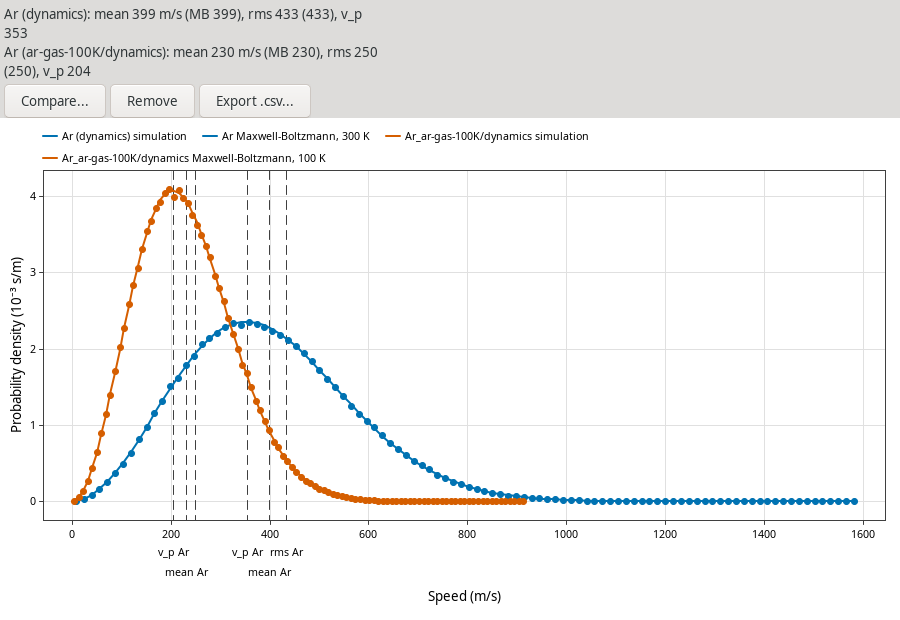 Ar (dynamics): mean 399 m/s (MB 399), rms 433 (433), v_p
353
Ar (ar-gas-100K/dynamics): mean 230 m/s (MB 230), rms 250
(250), v_p 204
Compare... Remove Export .csv...
Ar (dynamics) simulation Ar Maxwell-Boltzmann, 300 K Ar_ar-gas-100K/dynamics simulation
Ar_ar-gas-100K/dynamics Maxwell-Boltzmann, 100 K
Probability density (10⁻³ s/m)
4
3
2
1
0
0 200 400 600 800 1000 1200 1400 1600
v_p Ar v_p Ar rms Ar
mean Ar mean Ar
Speed (m/s)